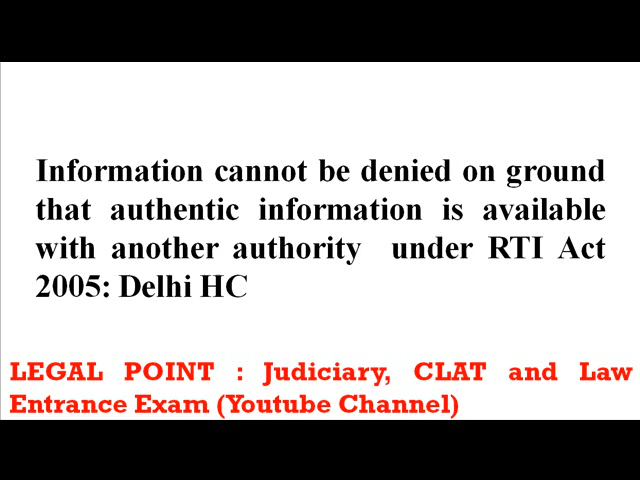 Information cannot be denied on ground
that authentic information is available
with another authority under RTI Act
2005: Delhi HC
LEGAL POINT : Judiciary, CLAT and Law
Entrance Exam (Youtube Channel)